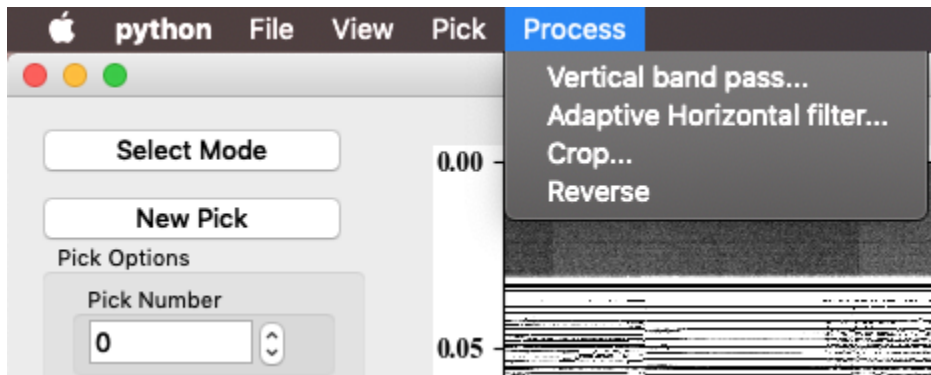 python File View Pick Process
Vertical band pass...
Adaptive Horizontal filter...
Crop...
Reverse
Select Mode
New Pick
Pick Options
Pick Number
0
0.00
0.05